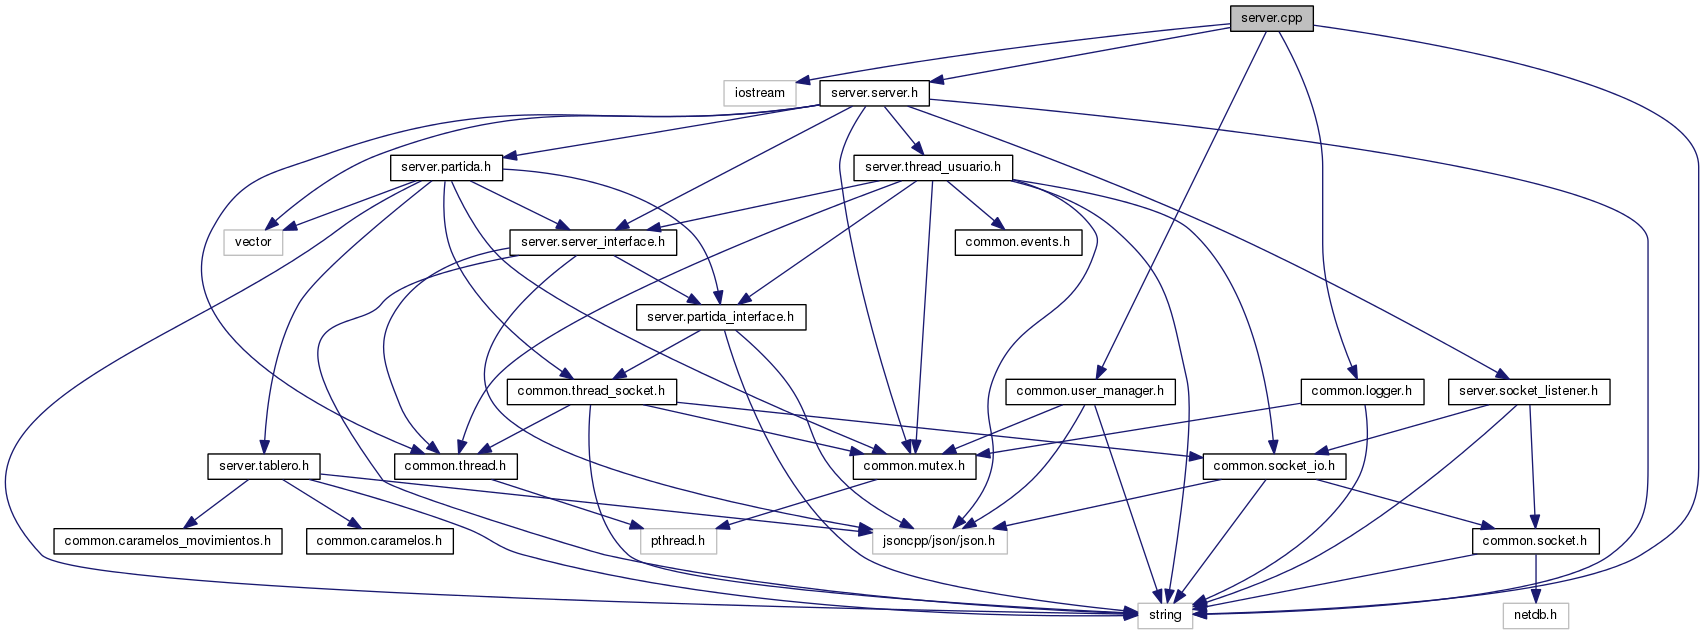 server.cpp
iostream
server.server.h
server.partida.h
server.thread_usuario.h
vector
server.server_interface.h
common.events.h
server.partida_interface.h
common.thread_socket.h
common.user_manager.h
common.logger.h
server.socket_listener.h
server.tablero.h
common.thread.h
common.mutex.h
common.socket_io.h
common.caramelos_movimientos.h
common.caramelos.h
pthread.h
jsoncpp/json/json.h
common.socket.h
string
netdb.h